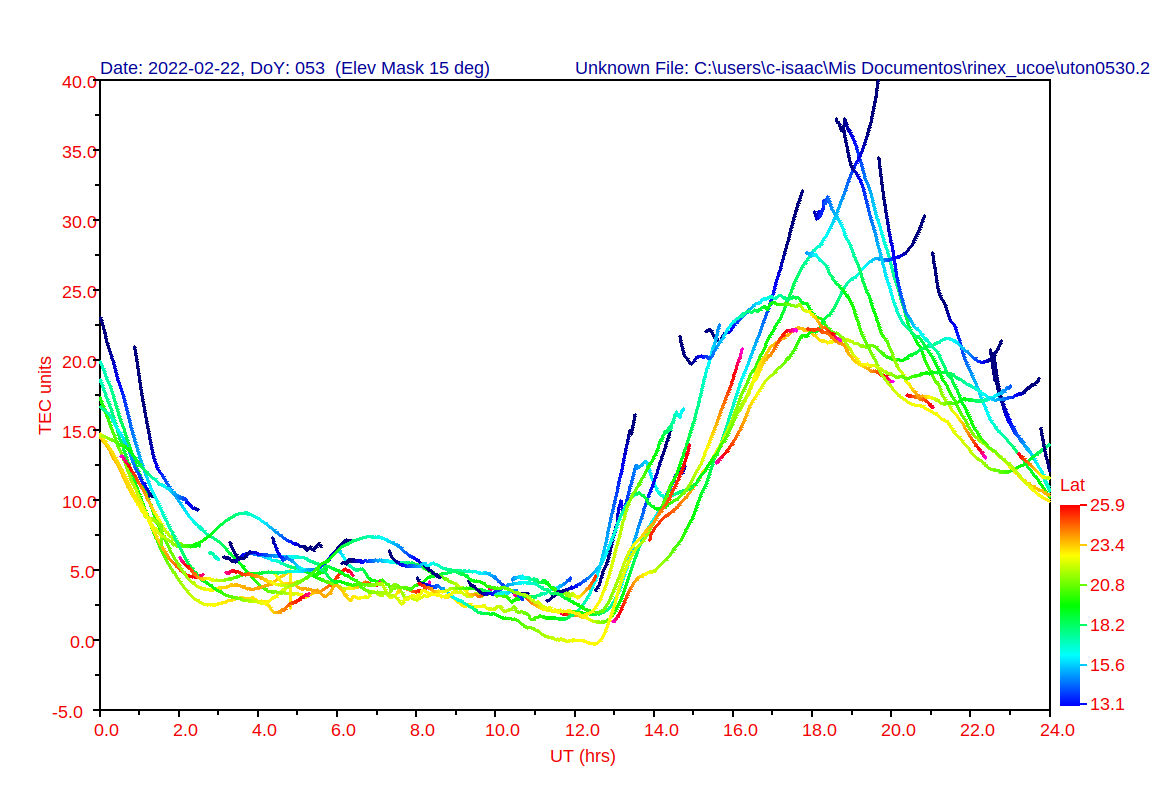 Date: 2022-02-22, DoY: 053  (Elev Mask 15 deg)
Unknown File: C:\users\c-isaac\Mis Documentos\rinex_ucoe\uton0530.2
40.0
35.0
30.0
25.0
20.0
15.0
10.0
5.0
0.0
-5.0
TEC units
0.0 2.0 4.0 6.0 8.0 10.0 12.0 14.0 16.0 18.0 20.0 22.0 24.0
UT (hrs)
Lat
25.9
23.4
20.8
18.2
15.6
13.1